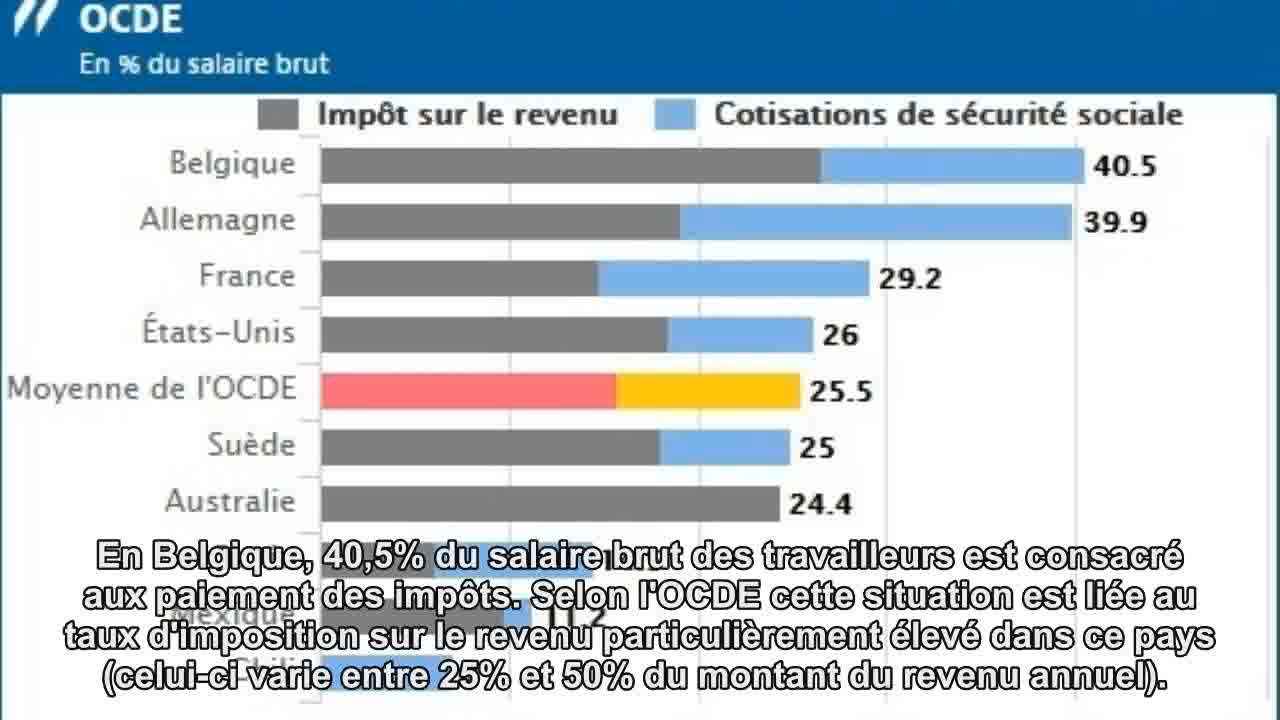 OCDE
En % du salaire brut
Impôt sur le revenu Cotisations de sécurité sociale
Belgique 40.5
Allemagne 39.9
France 29.2
États-Unis 26
Moyenne de l'OCDE 25.5
Suède 25
Australie 24.4
Mexique 11.2
Chili
En Belgique, 40,5% du salaire brut des travailleurs est consacré
aux paiement des impôts. Selon l'OCDE cette situation est liée au
taux d'imposition sur le revenu particulièrement élevé dans ce pays
(celui-ci varie entre 25% et 50% du montant du revenu annuel).